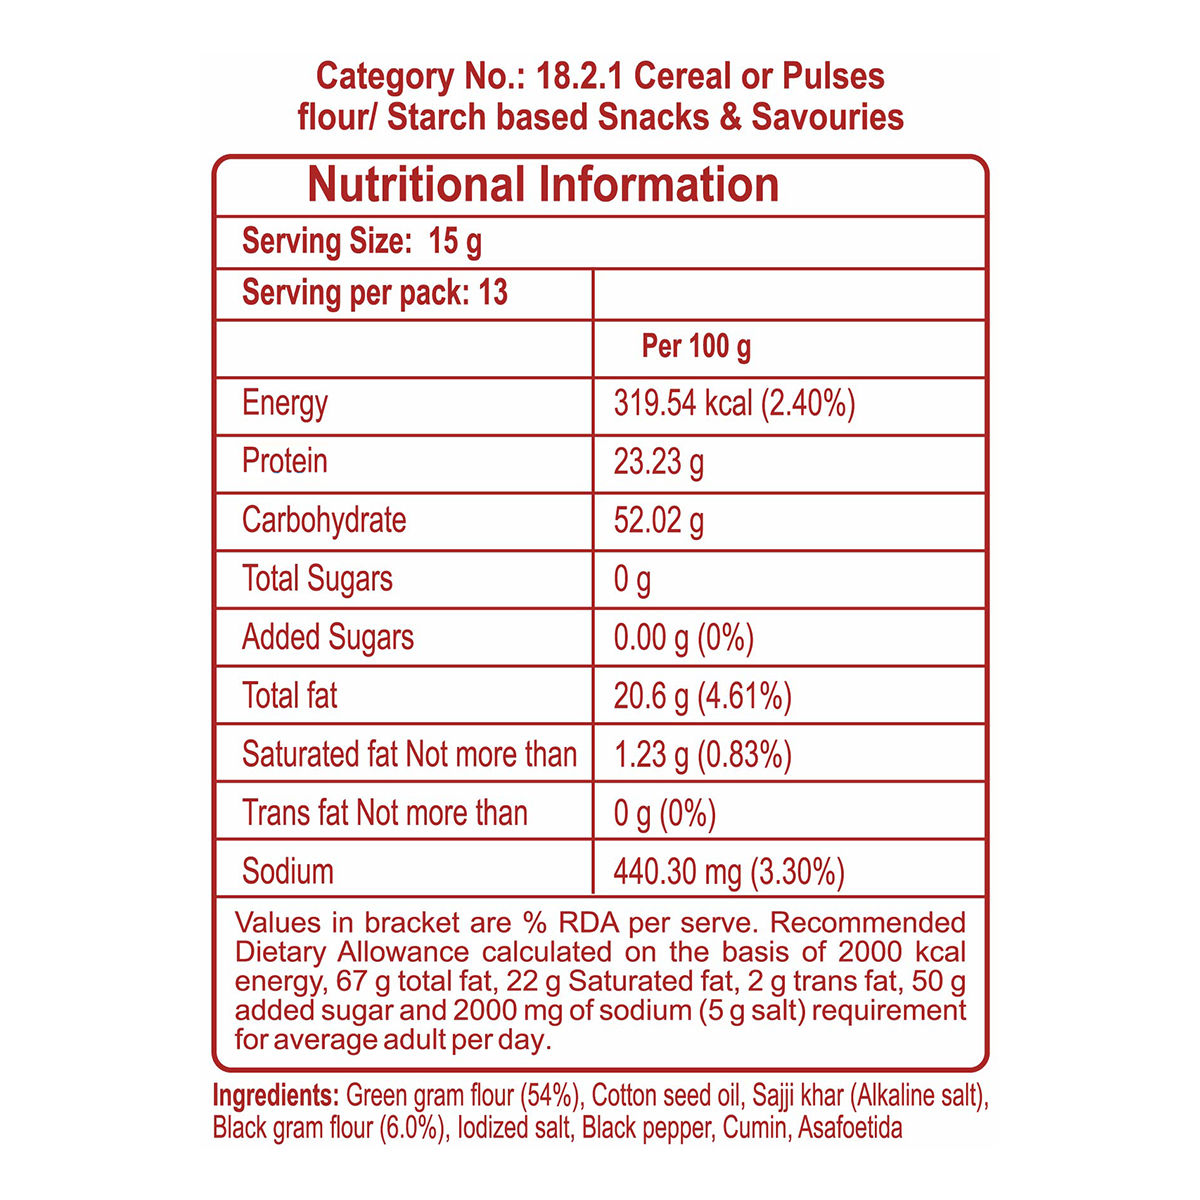 Category No.: 18.2.1 Cereal or Pulses
flour/ Starch based Snacks & Savouries
Nutritional Information
Serving Size: 15 g
Serving per pack: 13
Per 100 g
Energy 319.54 kcal (2.40%)
Protein 23.23 g
Carbohydrate 52.02 g
Total Sugars 0 g
Added Sugars 0.00 g (0%)
Total fat 20.6 g (4.61%)
Saturated fat Not more than 1.23 g (0.83%)
Trans fat Not more than 0 g (0%)
Sodium 440.30 mg (3.30%)
Values in bracket are % RDA per serve. Recommended
Dietary Allowance calculated on the basis of 2000 kcal
energy, 67 g total fat, 22 g Saturated fat, 2 g trans fat, 50 g
added sugar and 2000 mg of sodium (5 g salt) requirement
for average adult per day.
Ingredients: Green gram flour (54%), Cotton seed oil, Sajji khar (Alkaline salt),
Black gram flour (6.0%), Iodized salt, Black pepper, Cumin, Asafoetida